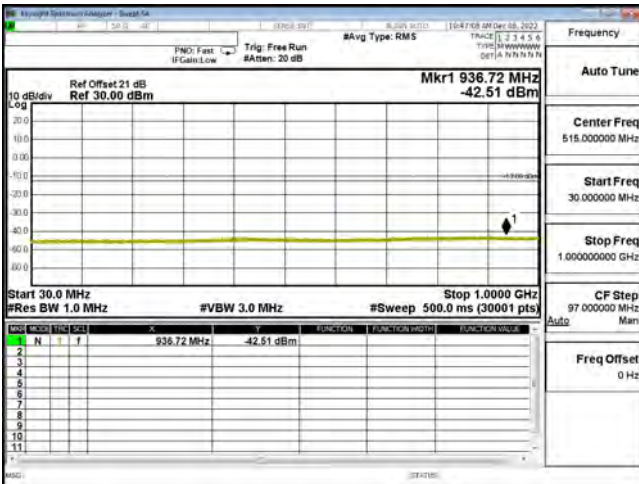 Keysight Spectrum Analyzer - Swept SA
RF 50 Ω AC SENSE:INT ALIGN AUTO 10:47:08 AM Dec 08, 2022
PNO: Fast
IFGain:Low
Trig: Free Run
#Atten: 20 dB
#Avg Type: RMS
TRACE 1 2 3 4 5 6
TYPE M WWWWW
DET A N N N N N
Frequency
Auto Tune
Center Freq
515.000000 MHz
Start Freq
30.000000 MHz
Stop Freq
1.000000000 GHz
CF Step
97.000000 MHz
Auto Man
Freq Offset
0 Hz
Ref Offset 21 dB
10 dB/div Ref 30.00 dBm
Log
Mkr1 936.72 MHz
-42.51 dBm
20.0
10.0
0.00
-10.0
-13.00 dBm
-20.0
-30.0
-40.0
-50.0
-60.0
1
Start 30.0 MHz
#Res BW 1.0 MHz
#VBW 3.0 MHz
Stop 1.0000 GHz
#Sweep 500.0 ms (30001 pts)
MKR MODE TRC SCL X Y FUNCTION FUNCTION WIDTH FUNCTION VALUE
1 N 1 f 936.72 MHz -42.51 dBm
2
3
4
5
6
7
8
9
10
11
MSG STATUS